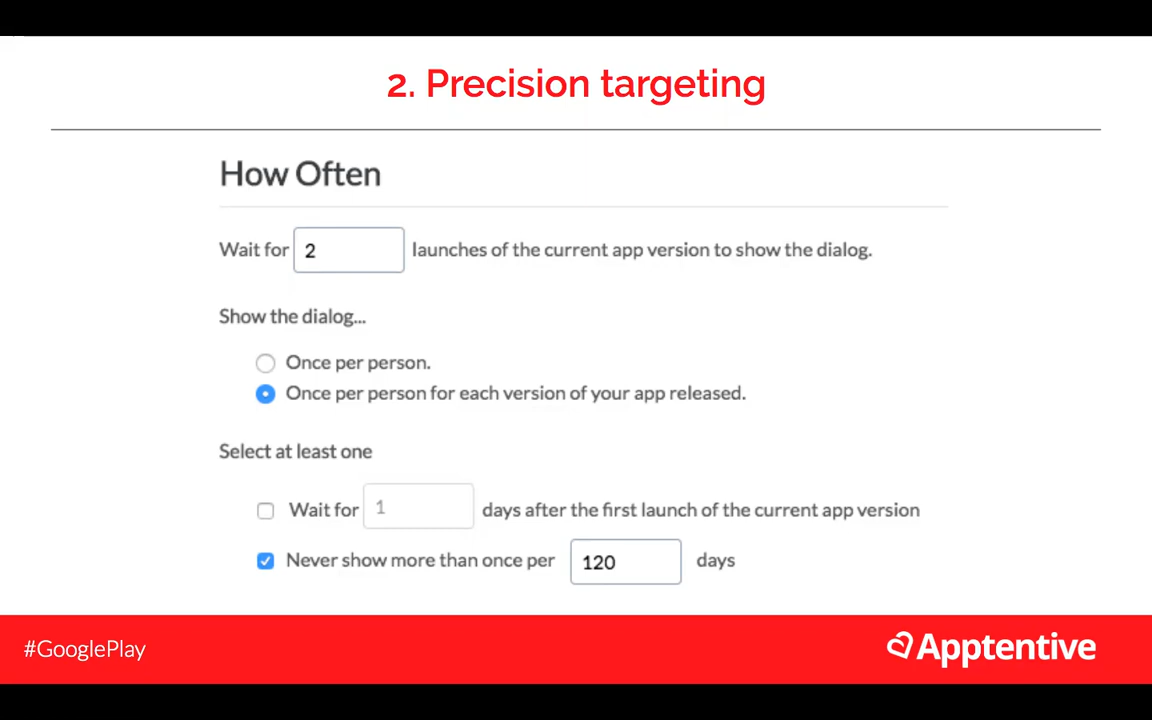 2. Precision targeting
How Often
Wait for 2 launches of the current app version to show the dialog.
Show the dialog...
Once per person.
Once per person for each version of your app released.
Select at least one
Wait for 1 days after the first launch of the current app version
Never show more than once per 120 days
#GooglePlay
Apptentive